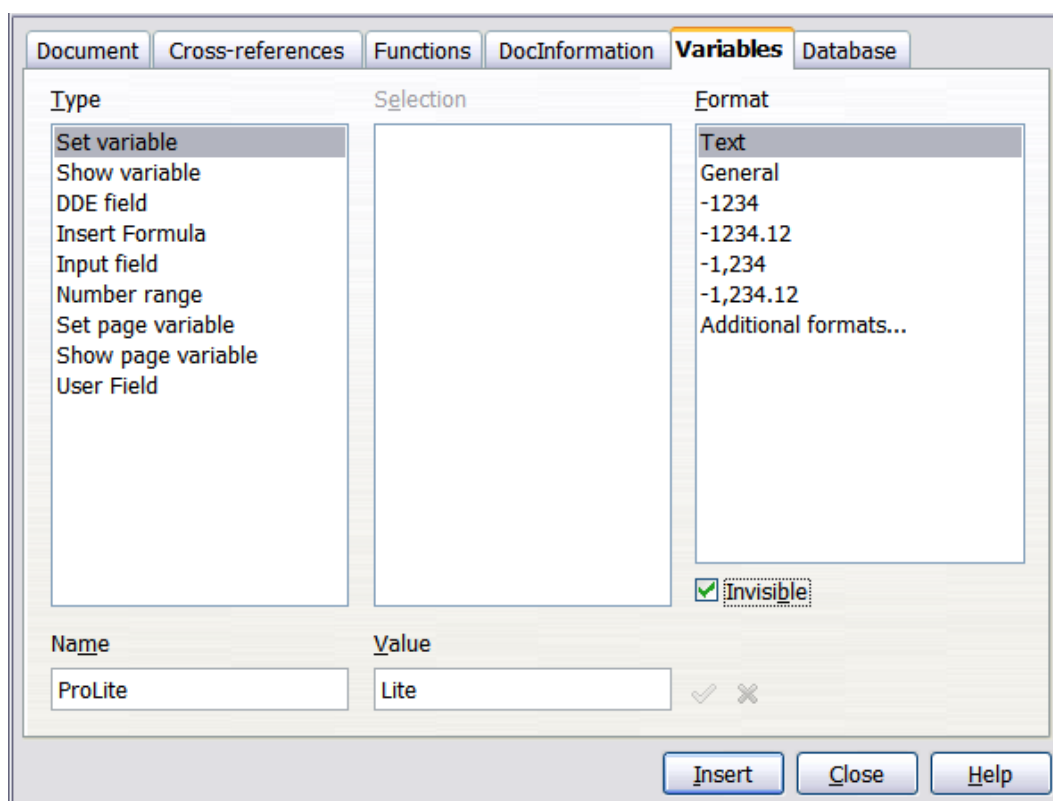 Document Cross-references Functions DocInformation Variables Database
Type Selection Format
Set variable
Show variable
DDE field
Insert Formula
Input field
Number range
Set page variable
Show page variable
User Field
Text
General
-1234
-1234.12
-1,234
-1,234.12
Additional formats...
Invisible
Name Value
ProLite Lite
Insert Close Help